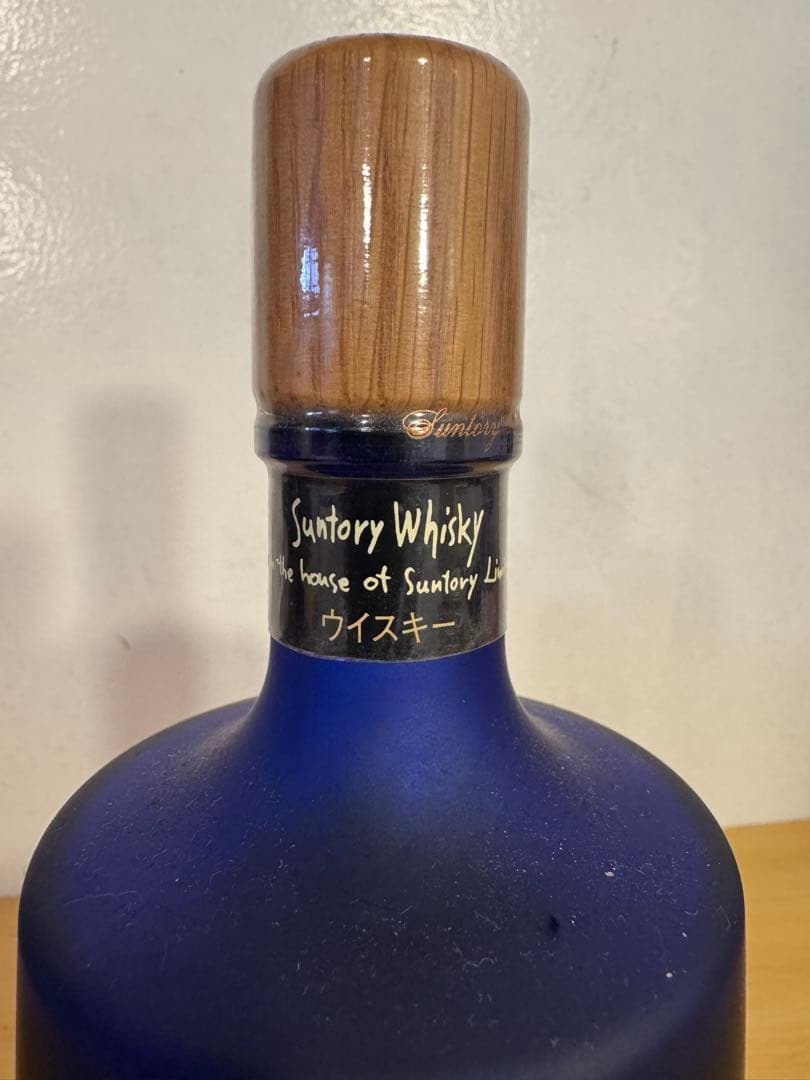 Suntory
Suntory Whisky
the house of Suntory
ウイスキー